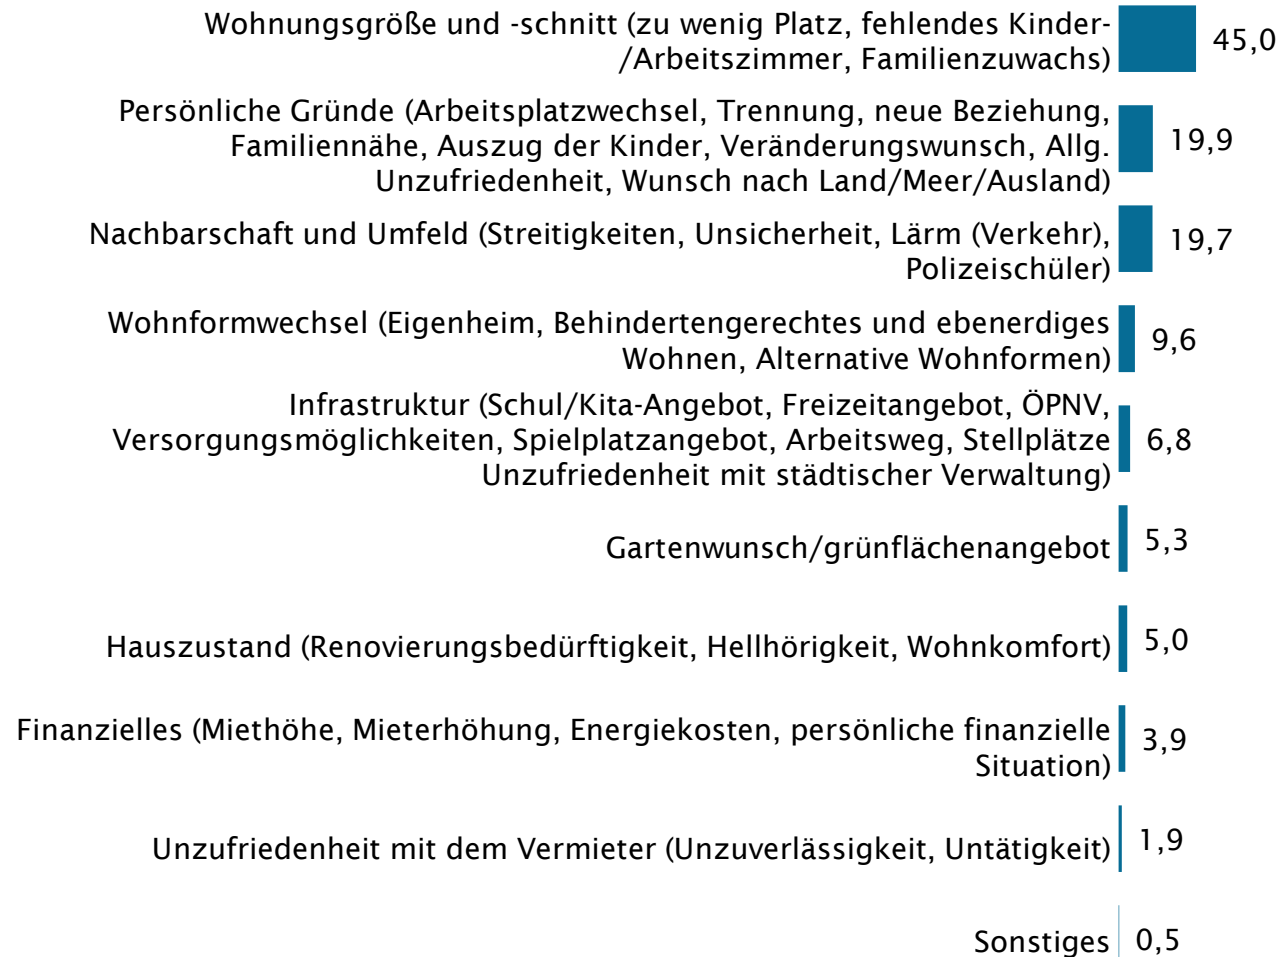 Wohnungsgröße und -schnitt (zu wenig Platz, fehlendes Kinder-
/Arbeitszimmer, Familienzuwachs)
45,0
Persönliche Gründe (Arbeitsplatzwechsel, Trennung, neue Beziehung,
Familiennähe, Auszug der Kinder, Veränderungswunsch, Allg.
Unzufriedenheit, Wunsch nach Land/Meer/Ausland)
19,9
Nachbarschaft und Umfeld (Streitigkeiten, Unsicherheit, Lärm (Verkehr),
Polizeischüler)
19,7
Wohnformwechsel (Eigenheim, Behindertengerechtes und ebenerdiges
Wohnen, Alternative Wohnformen)
9,6
Infrastruktur (Schul/Kita-Angebot, Freizeitangebot, ÖPNV,
Versorgungsmöglichkeiten, Spielplatzangebot, Arbeitsweg, Stellplätze
Unzufriedenheit mit städtischer Verwaltung)
6,8
Gartenwunsch/grünflächenangebot
5,3
Hauszustand (Renovierungsbedürftigkeit, Hellhörigkeit, Wohnkomfort)
5,0
Finanzielles (Miethöhe, Mieterhöhung, Energiekosten, persönliche finanzielle
Situation)
3,9
Unzufriedenheit mit dem Vermieter (Unzuverlässigkeit, Untätigkeit)
1,9
Sonstiges
0,5